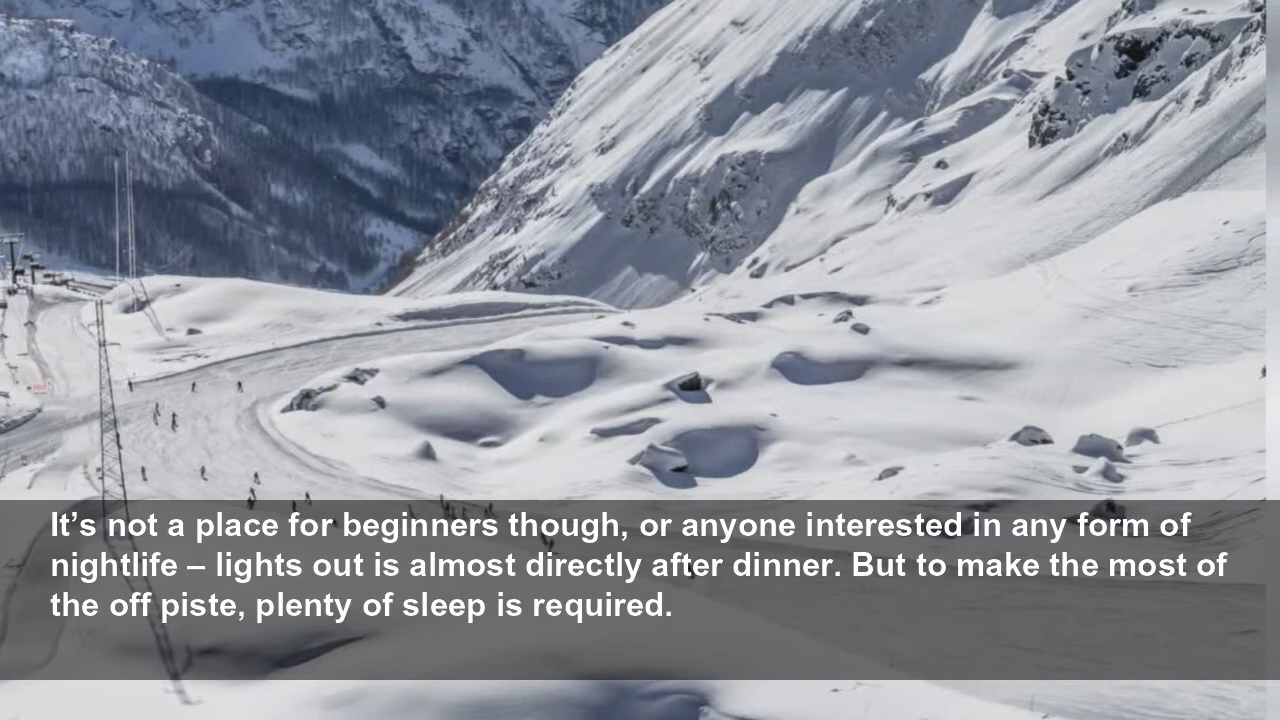 It’s not a place for beginners though, or anyone interested in any form of
nightlife – lights out is almost directly after dinner. But to make the most of
the off piste, plenty of sleep is required.